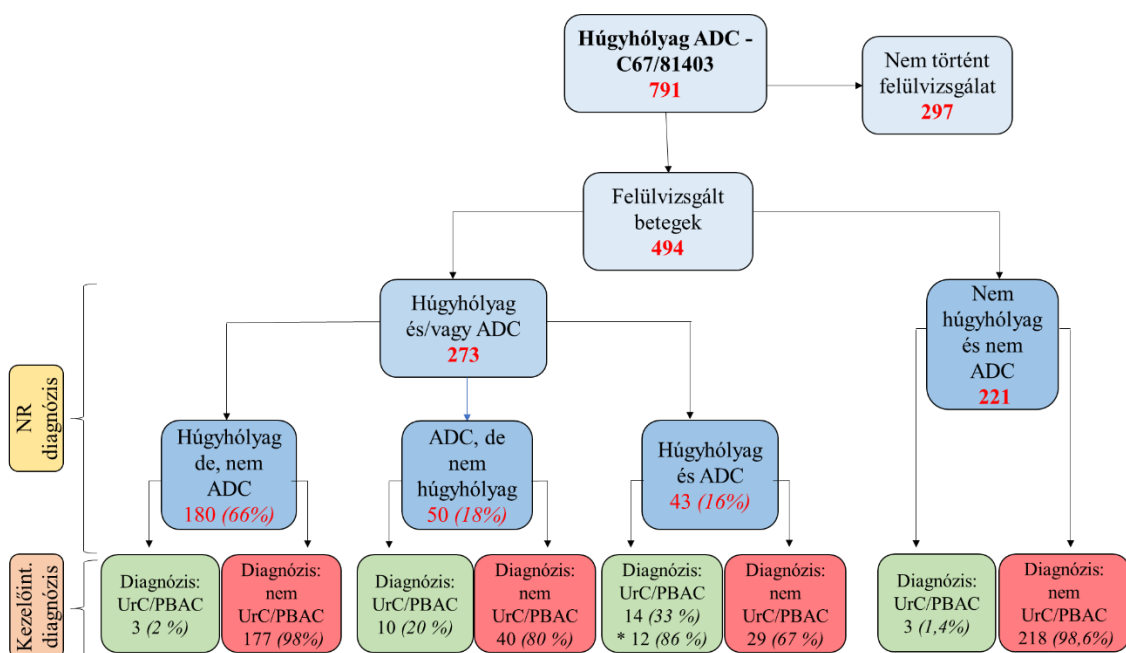 Húgyhólyag ADC -
C67/81403
791
Nem történt
felülvizsgálat
297
Felülvizsgált
betegek
494
NR
diagnózis
Húgyhólyag
és/vagy ADC
273
Nem
húgyhólyag
és nem
ADC
221
Húgyhólyag
de, nem
ADC
180 (66%)
ADC, de
nem
húgyhólyag
50 (18%)
Húgyhólyag
és ADC
43 (16%)
Kezelőint.
diagnózis
Diagnózis:
UrC/PBAC
3 (2 %)
Diagnózis:
nem
UrC/PBAC
177 (98%)
Diagnózis:
UrC/PBAC
10 (20 %)
Diagnózis:
nem
UrC/PBAC
40 (80 %)
Diagnózis:
UrC/PBAC
14 (33 %)
* 12 (86 %)
Diagnózis:
nem
UrC/PBAC
29 (67 %)
Diagnózis:
UrC/PBAC
3 (1,4%)
Diagnózis:
nem
UrC/PBAC
218 (98,6%)